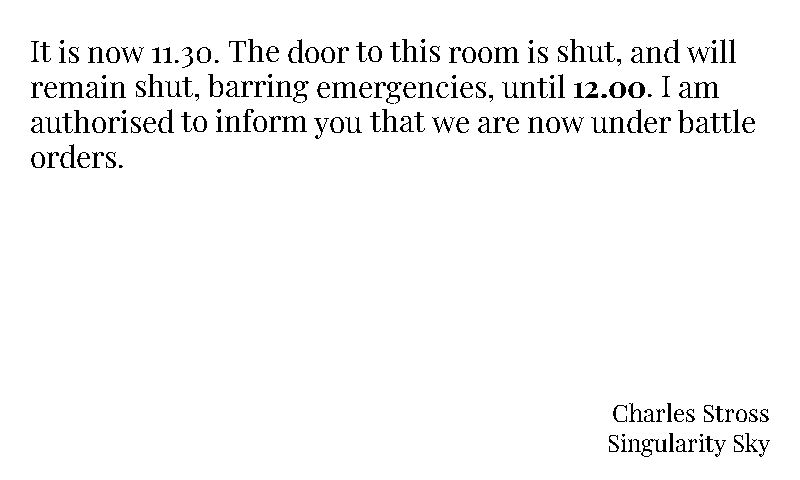 It is now 11.30. The door to this room is shut, and will
remain shut, barring emergencies, until 12.00. I am
authorised to inform you that we are now under battle
orders.
Charles Stross
Singularity Sky